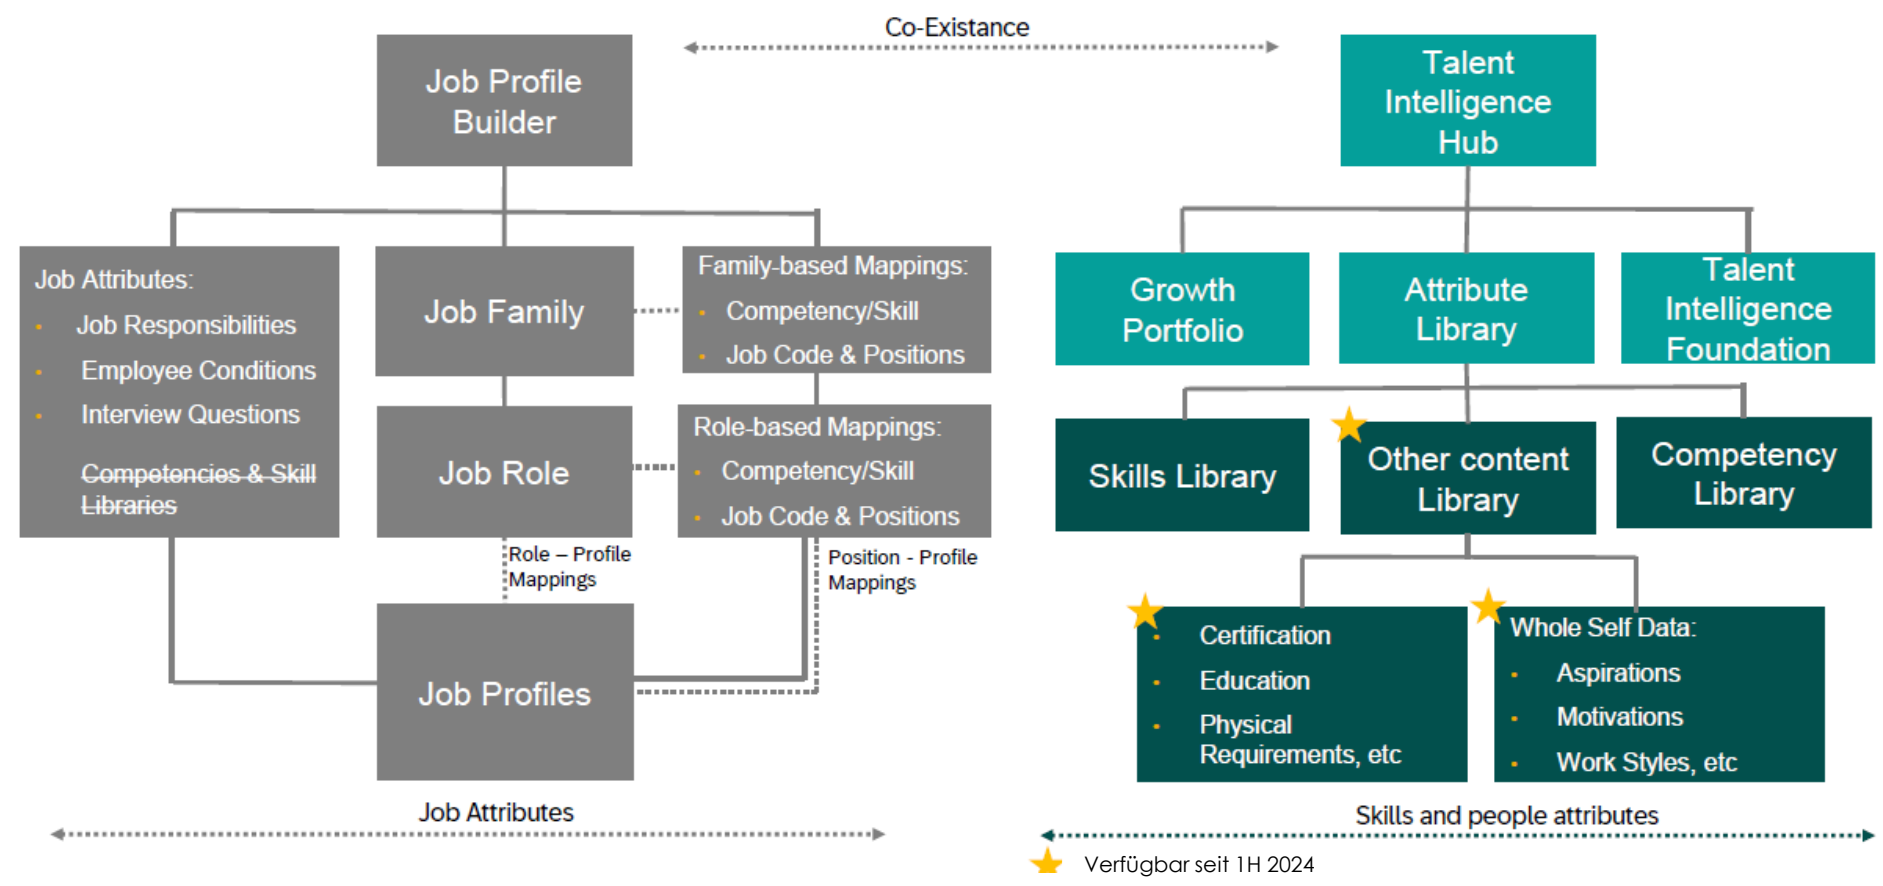 Co-Existance
Job Profile
Builder
Job Attributes:
• Job Responsibilities
• Employee Conditions
• Interview Questions
Competencies & Skill
Libraries
Job Family
Family-based Mappings:
• Competency/Skill
• Job Code & Positions
Job Role
Role-based Mappings:
• Competency/Skill
• Job Code & Positions
Role – Profile
Mappings
Position - Profile
Mappings
Job Profiles
Job Attributes
Talent
Intelligence
Hub
Growth
Portfolio
Attribute
Library
Talent
Intelligence
Foundation
Skills Library
Other content
Library
Competency
Library
• Certification
• Education
• Physical
Requirements, etc
Whole Self Data:
• Aspirations
• Motivations
• Work Styles, etc
Skills and people attributes
Verfügbar seit 1H 2024